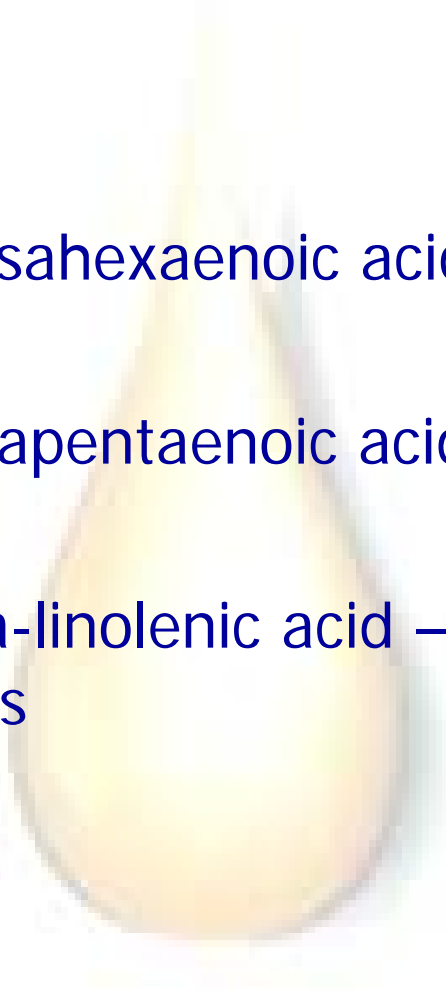 sahexaenoic acid
apentaenoic acid
a-linolenic acid –
s